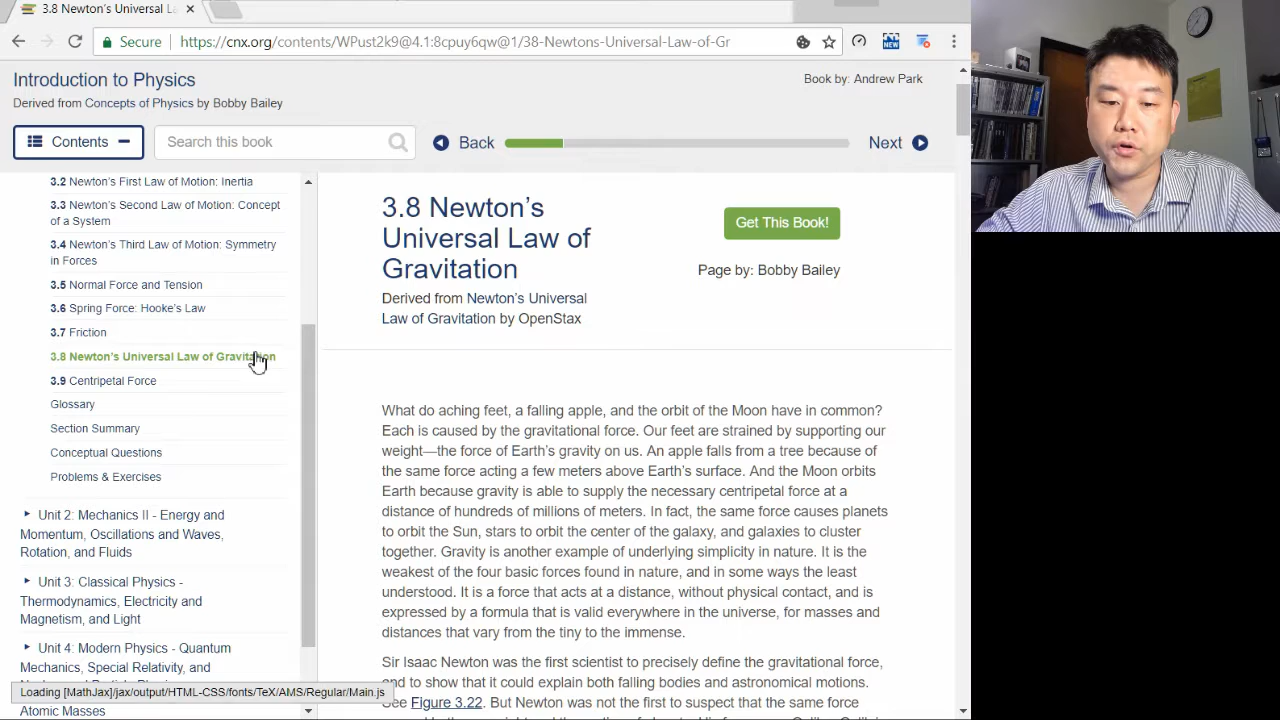 3.8 Newton's Universal L
Secure
https://cnx.org/contents/WPust2k9@4.1:8cpuy6qw@1/38-Newtons-Universal-Law-of-Gr
NEW
Introduction to Physics
Book by: Andrew Park
Derived from Concepts of Physics by Bobby Bailey
Contents
Search this book
Back
Next
3.2 Newton's First Law of Motion: Inertia
3.3 Newton's Second Law of Motion: Concept
of a System
3.4 Newton's Third Law of Motion: Symmetry
in Forces
3.5 Normal Force and Tension
3.6 Spring Force: Hooke's Law
3.7 Friction
3.8 Newton's Universal Law of Gravitation
3.9 Centripetal Force
Glossary
Section Summary
Conceptual Questions
Problems & Exercises
Unit 2: Mechanics II - Energy and
Momentum, Oscillations and Waves,
Rotation, and Fluids
Unit 3: Classical Physics -
Thermodynamics, Electricity and
Magnetism, and Light
Unit 4: Modern Physics - Quantum
Mechanics, Special Relativity, and
Loading [MathJax]/jax/output/HTML-CSS/fonts/TeX/AMS/Regular/Main.js
Atomic Masses
3.8 Newton's
Universal Law of
Gravitation
Get This Book!
Page by: Bobby Bailey
Derived from Newton's Universal
Law of Gravitation by OpenStax
What do aching feet, a falling apple, and the orbit of the Moon have in common?
Each is caused by the gravitational force. Our feet are strained by supporting our
weight—the force of Earth's gravity on us. An apple falls from a tree because of
the same force acting a few meters above Earth's surface. And the Moon orbits
Earth because gravity is able to supply the necessary centripetal force at a
distance of hundreds of millions of meters. In fact, the same force causes planets
to orbit the Sun, stars to orbit the center of the galaxy, and galaxies to cluster
together. Gravity is another example of underlying simplicity in nature. It is the
weakest of the four basic forces found in nature, and in some ways the least
understood. It is a force that acts at a distance, without physical contact, and is
expressed by a formula that is valid everywhere in the universe, for masses and
distances that vary from the tiny to the immense.
Sir Isaac Newton was the first scientist to precisely define the gravitational force,
and to show that it could explain both falling bodies and astronomical motions.
See Figure 3.22. But Newton was not the first to suspect that the same force